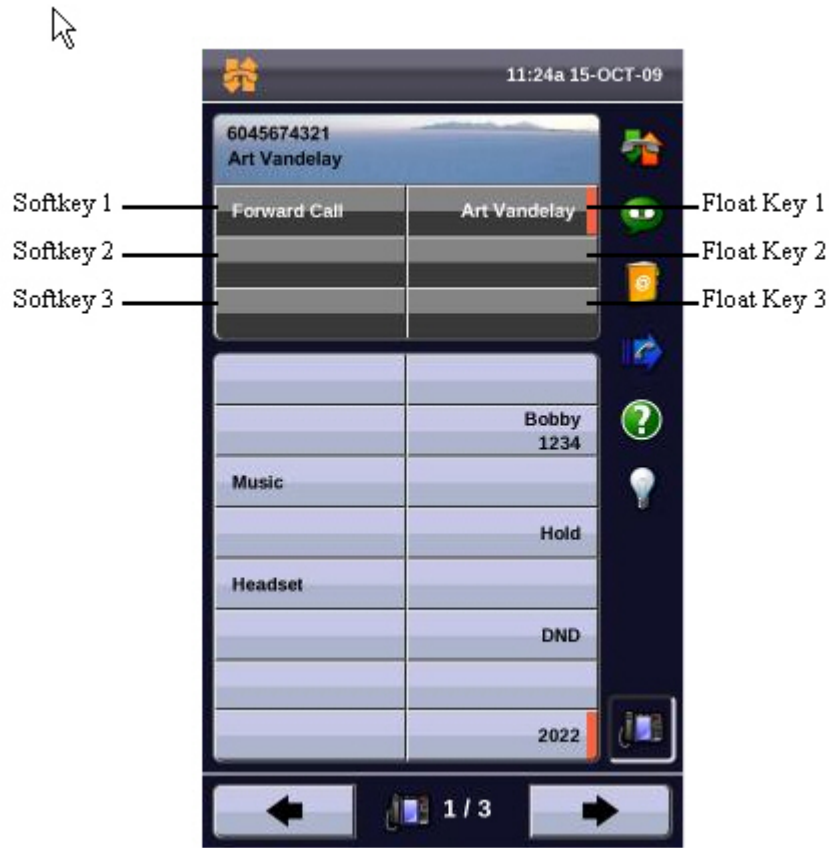 11:24a 15-OCT-09
6045674321
Art Vandelay
Softkey 1 Forward Call Art Vandelay Float Key 1
Softkey 2 Float Key 2
Softkey 3 Float Key 3
Bobby
1234
Music
Hold
Headset
DND
2022
1 / 3